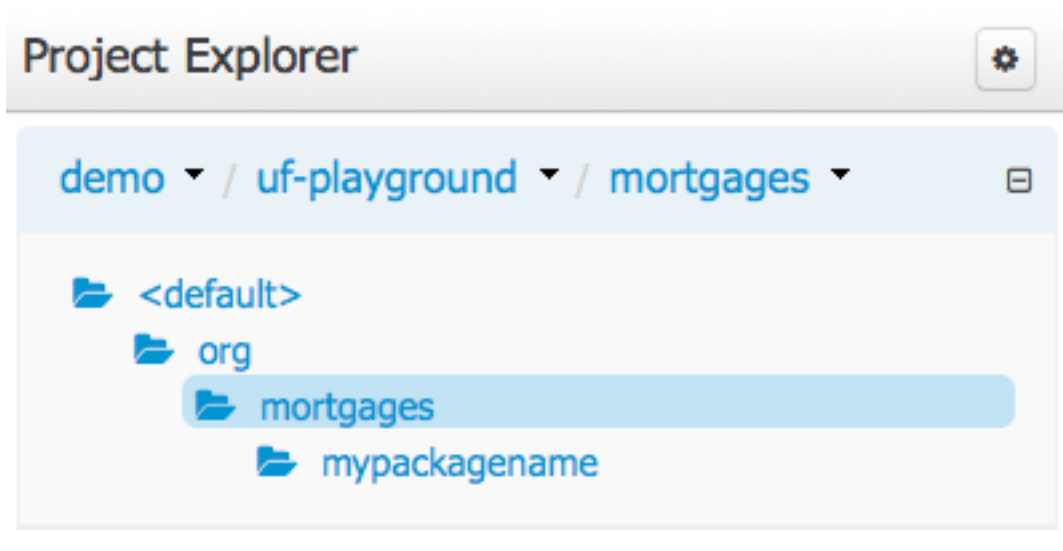 Project Explorer
demo / uf-playground / mortgages
<default>
org
mortgages
mypackagename